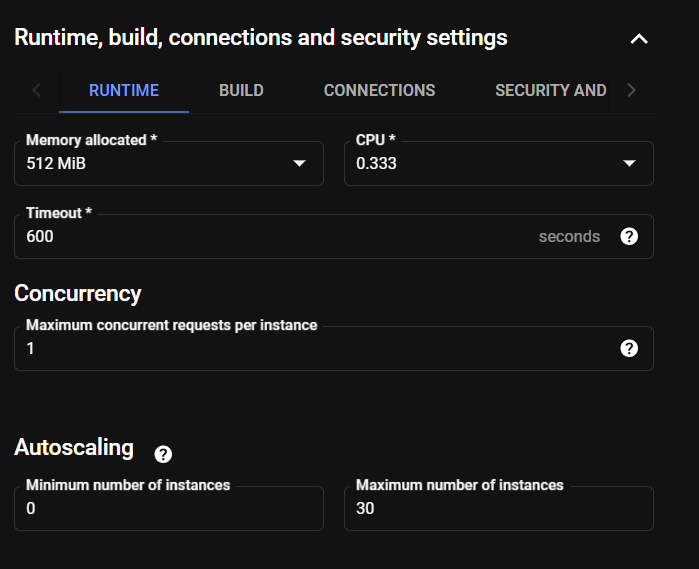 Runtime, build, connections and security settings
RUNTIME BUILD CONNECTIONS SECURITY AND
Memory allocated * CPU *
512 MiB 0.333
Timeout *
600 seconds
Concurrency
Maximum concurrent requests per instance
1
Autoscaling
Minimum number of instances Maximum number of instances
0 30